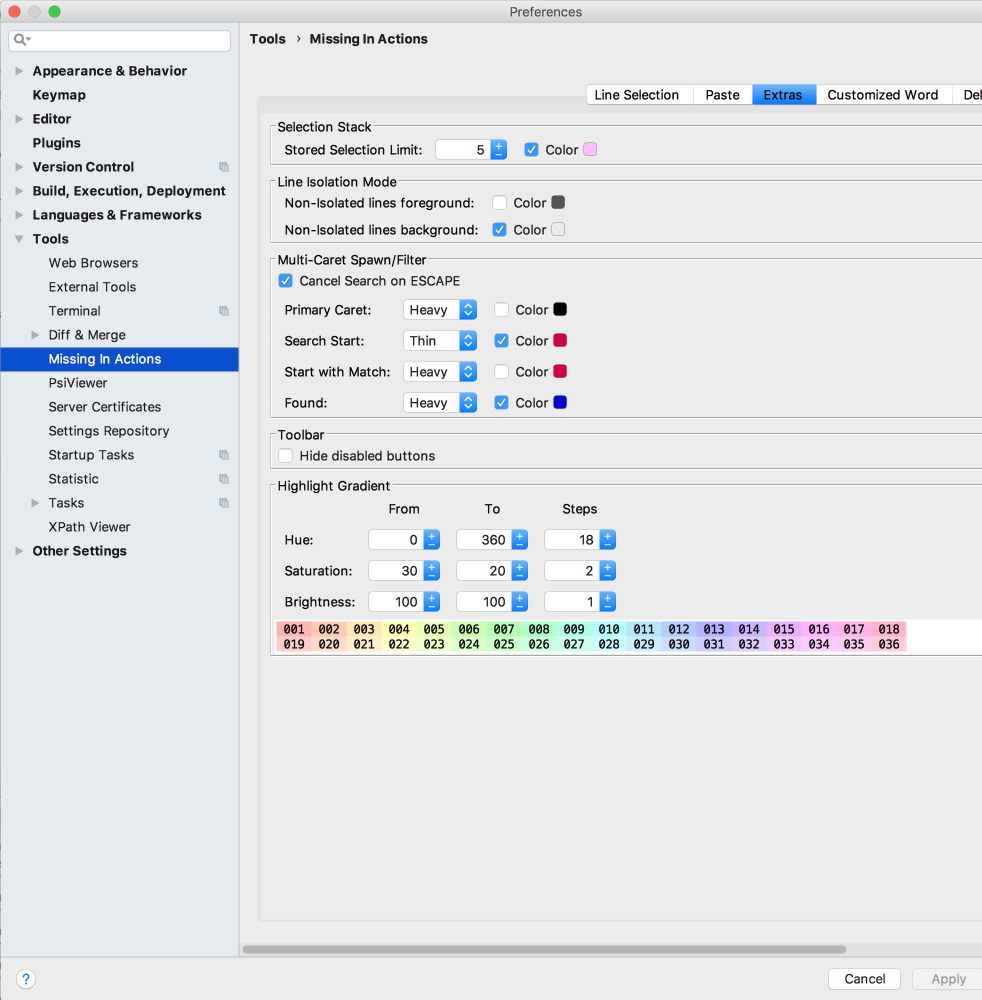 Preferences
Tools › Missing In Actions
Appearance & Behavior
Keymap
Editor
Plugins
Version Control
Build, Execution, Deployment
Languages & Frameworks
Tools
Web Browsers
External Tools
Terminal
Diff & Merge
Missing In Actions
PsiViewer
Server Certificates
Settings Repository
Startup Tasks
Statistic
Tasks
XPath Viewer
Other Settings
Line Selection Paste Extras Customized Word Del
Selection Stack
Stored Selection Limit: 5 Color
Line Isolation Mode
Non-Isolated lines foreground: Color
Non-Isolated lines background: Color
Multi-Caret Spawn/Filter
Cancel Search on ESCAPE
Primary Caret: Heavy Color
Search Start: Thin Color
Start with Match: Heavy Color
Found: Heavy Color
Toolbar
Hide disabled buttons
Highlight Gradient
From To Steps
Hue: 0 360 18
Saturation: 30 20 2
Brightness: 100 100 1
001 002 003 004 005 006 007 008 009 010 011 012 013 014 015 016 017 018
019 020 021 022 023 024 025 026 027 028 029 030 031 032 033 034 035 036
? Cancel Apply